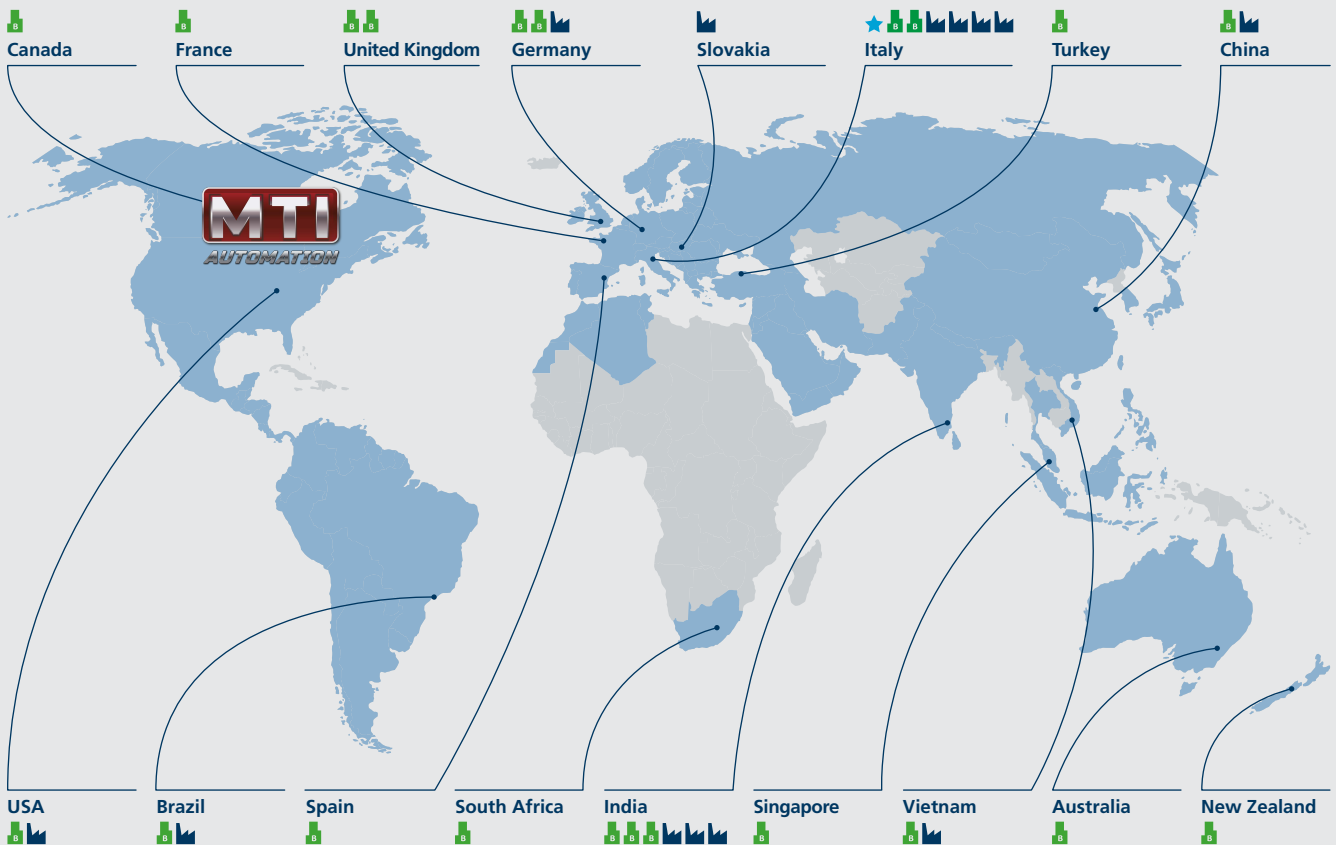 B B B B B B B B B B B
Canada France United Kingdom Germany Slovakia Italy Turkey China
MTI
AUTOMATION
USA Brazil Spain South Africa India Singapore Vietnam Australia New Zealand
B B B B B B B B B B B